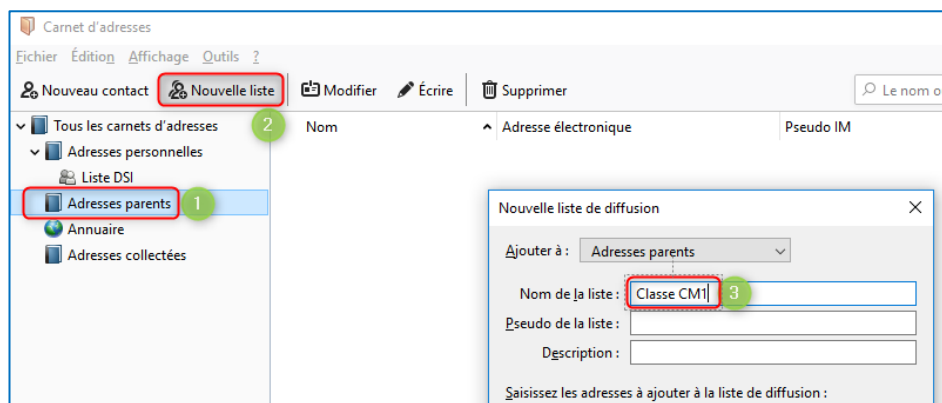 Carnet d'adresses
Fichier Édition Affichage Outils ?
Nouveau contact Nouvelle liste Modifier Écrire Supprimer Le nom o
Tous les carnets d'adresses 2 Nom Adresse électronique Pseudo IM
Adresses personnelles
Liste DSI
Adresses parents 1
Annuaire
Adresses collectées
Nouvelle liste de diffusion
Ajouter à : Adresses parents
Nom de la liste : Classe CM1 3
Pseudo de la liste :
Description :
Saisissez les adresses à ajouter à la liste de diffusion :